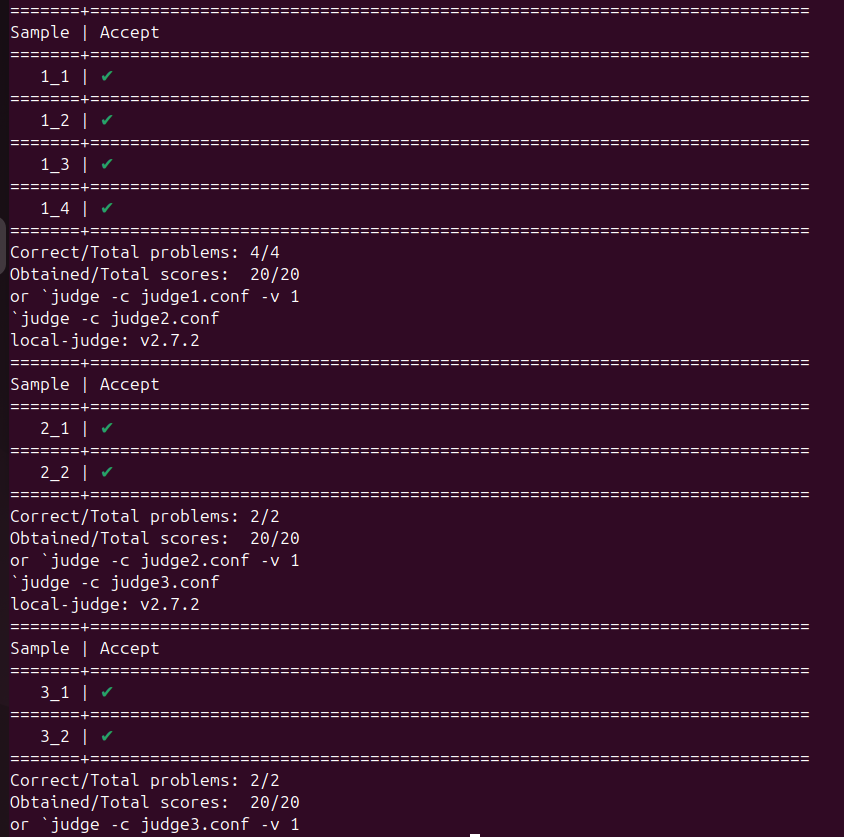 =======+========================================================================
Sample | Accept
=======+========================================================================
   1_1 | ✔
=======+========================================================================
   1_2 | ✔
=======+========================================================================
   1_3 | ✔
=======+========================================================================
   1_4 | ✔
=======+========================================================================
Correct/Total problems: 4/4
Obtained/Total scores:  20/20
or `judge -c judge1.conf -v 1
`judge -c judge2.conf
local-judge: v2.7.2
=======+========================================================================
Sample | Accept
=======+========================================================================
   2_1 | ✔
=======+========================================================================
   2_2 | ✔
=======+========================================================================
Correct/Total problems: 2/2
Obtained/Total scores:  20/20
or `judge -c judge2.conf -v 1
`judge -c judge3.conf
local-judge: v2.7.2
=======+========================================================================
Sample | Accept
=======+========================================================================
   3_1 | ✔
=======+========================================================================
   3_2 | ✔
=======+========================================================================
Correct/Total problems: 2/2
Obtained/Total scores:  20/20
or `judge -c judge3.conf -v 1